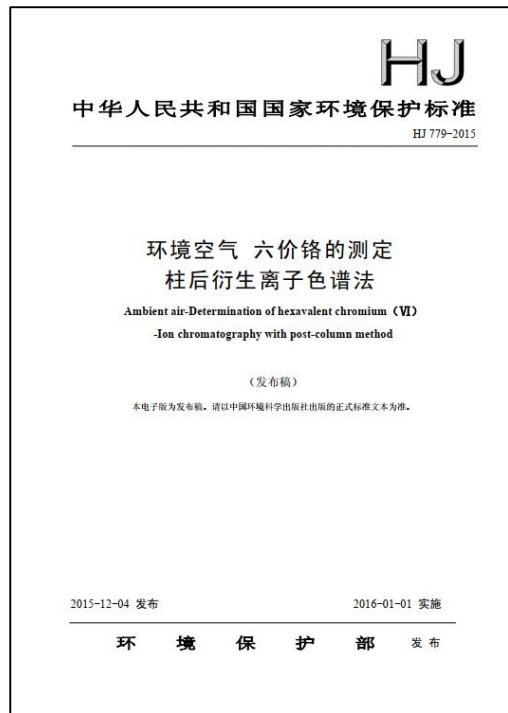 HJ
中华人民共和国国家环境保护标准
HJ 779-2015
环境空气 六价铬的测定
柱后衍生离子色谱法
Ambient air-Determination of hexavalent chromium（Ⅵ）
-Ion chromatography with post-column method
（发布稿）
本电子版为发布稿。请以中国环境科学出版社出版的正式标准文本为准。
2015-12-04 发布
2016-01-01 实施
环 境 保 护 部 发 布